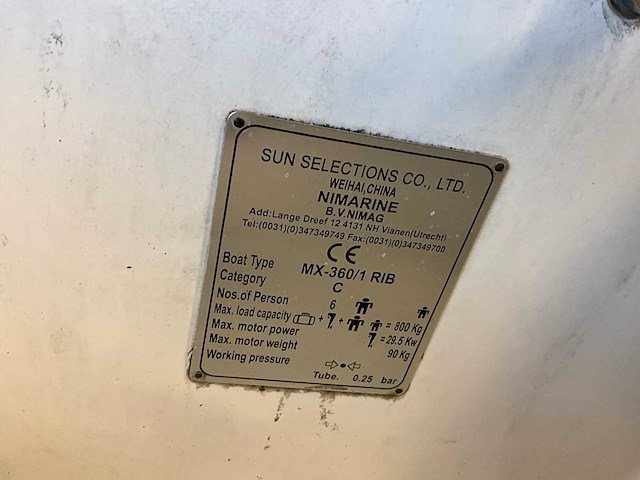 SUN SELECTIONS CO., LTD.
WEIHAI,CHINA
NIMARINE
B.V.NIMAG
Add:Lange Dreef 12 4131 NH Vianen(Utrecht)
Tel:(0031)(0)347349749 Fax:(0031)(0)347349700
CE
Boat Type MX-360/1 RIB
Category C
Nos.of Person 6
Max. load capacity + + = 800 Kg
Max. motor power = 29.5 Kw
Max. motor weight 90 Kg
Working pressure Tube. 0.25 bar